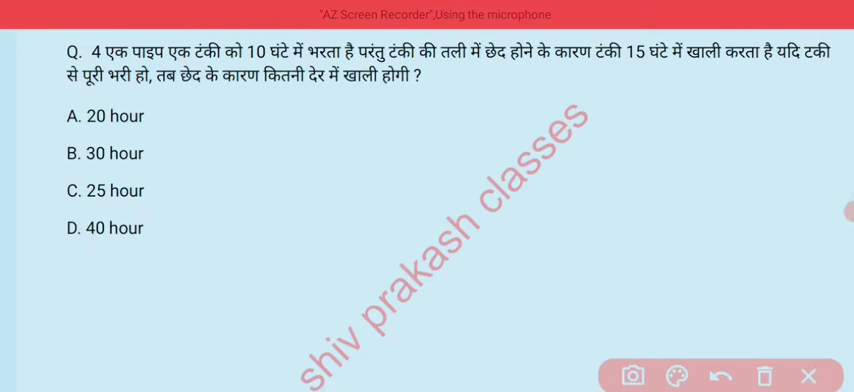 "AZ Screen Recorder",Using the microphone
Q. 4 एक पाइप एक टंकी को 10 घंटे में भरता है परंतु टंकी की तली में छेद होने के कारण टंकी 15 घंटे में खाली करता है यदि टकी
से पूरी भरी हो, तब छेद के कारण कितनी देर में खाली होगी ?
A. 20 hour
B. 30 hour
C. 25 hour
D. 40 hour
shiv prakash classes